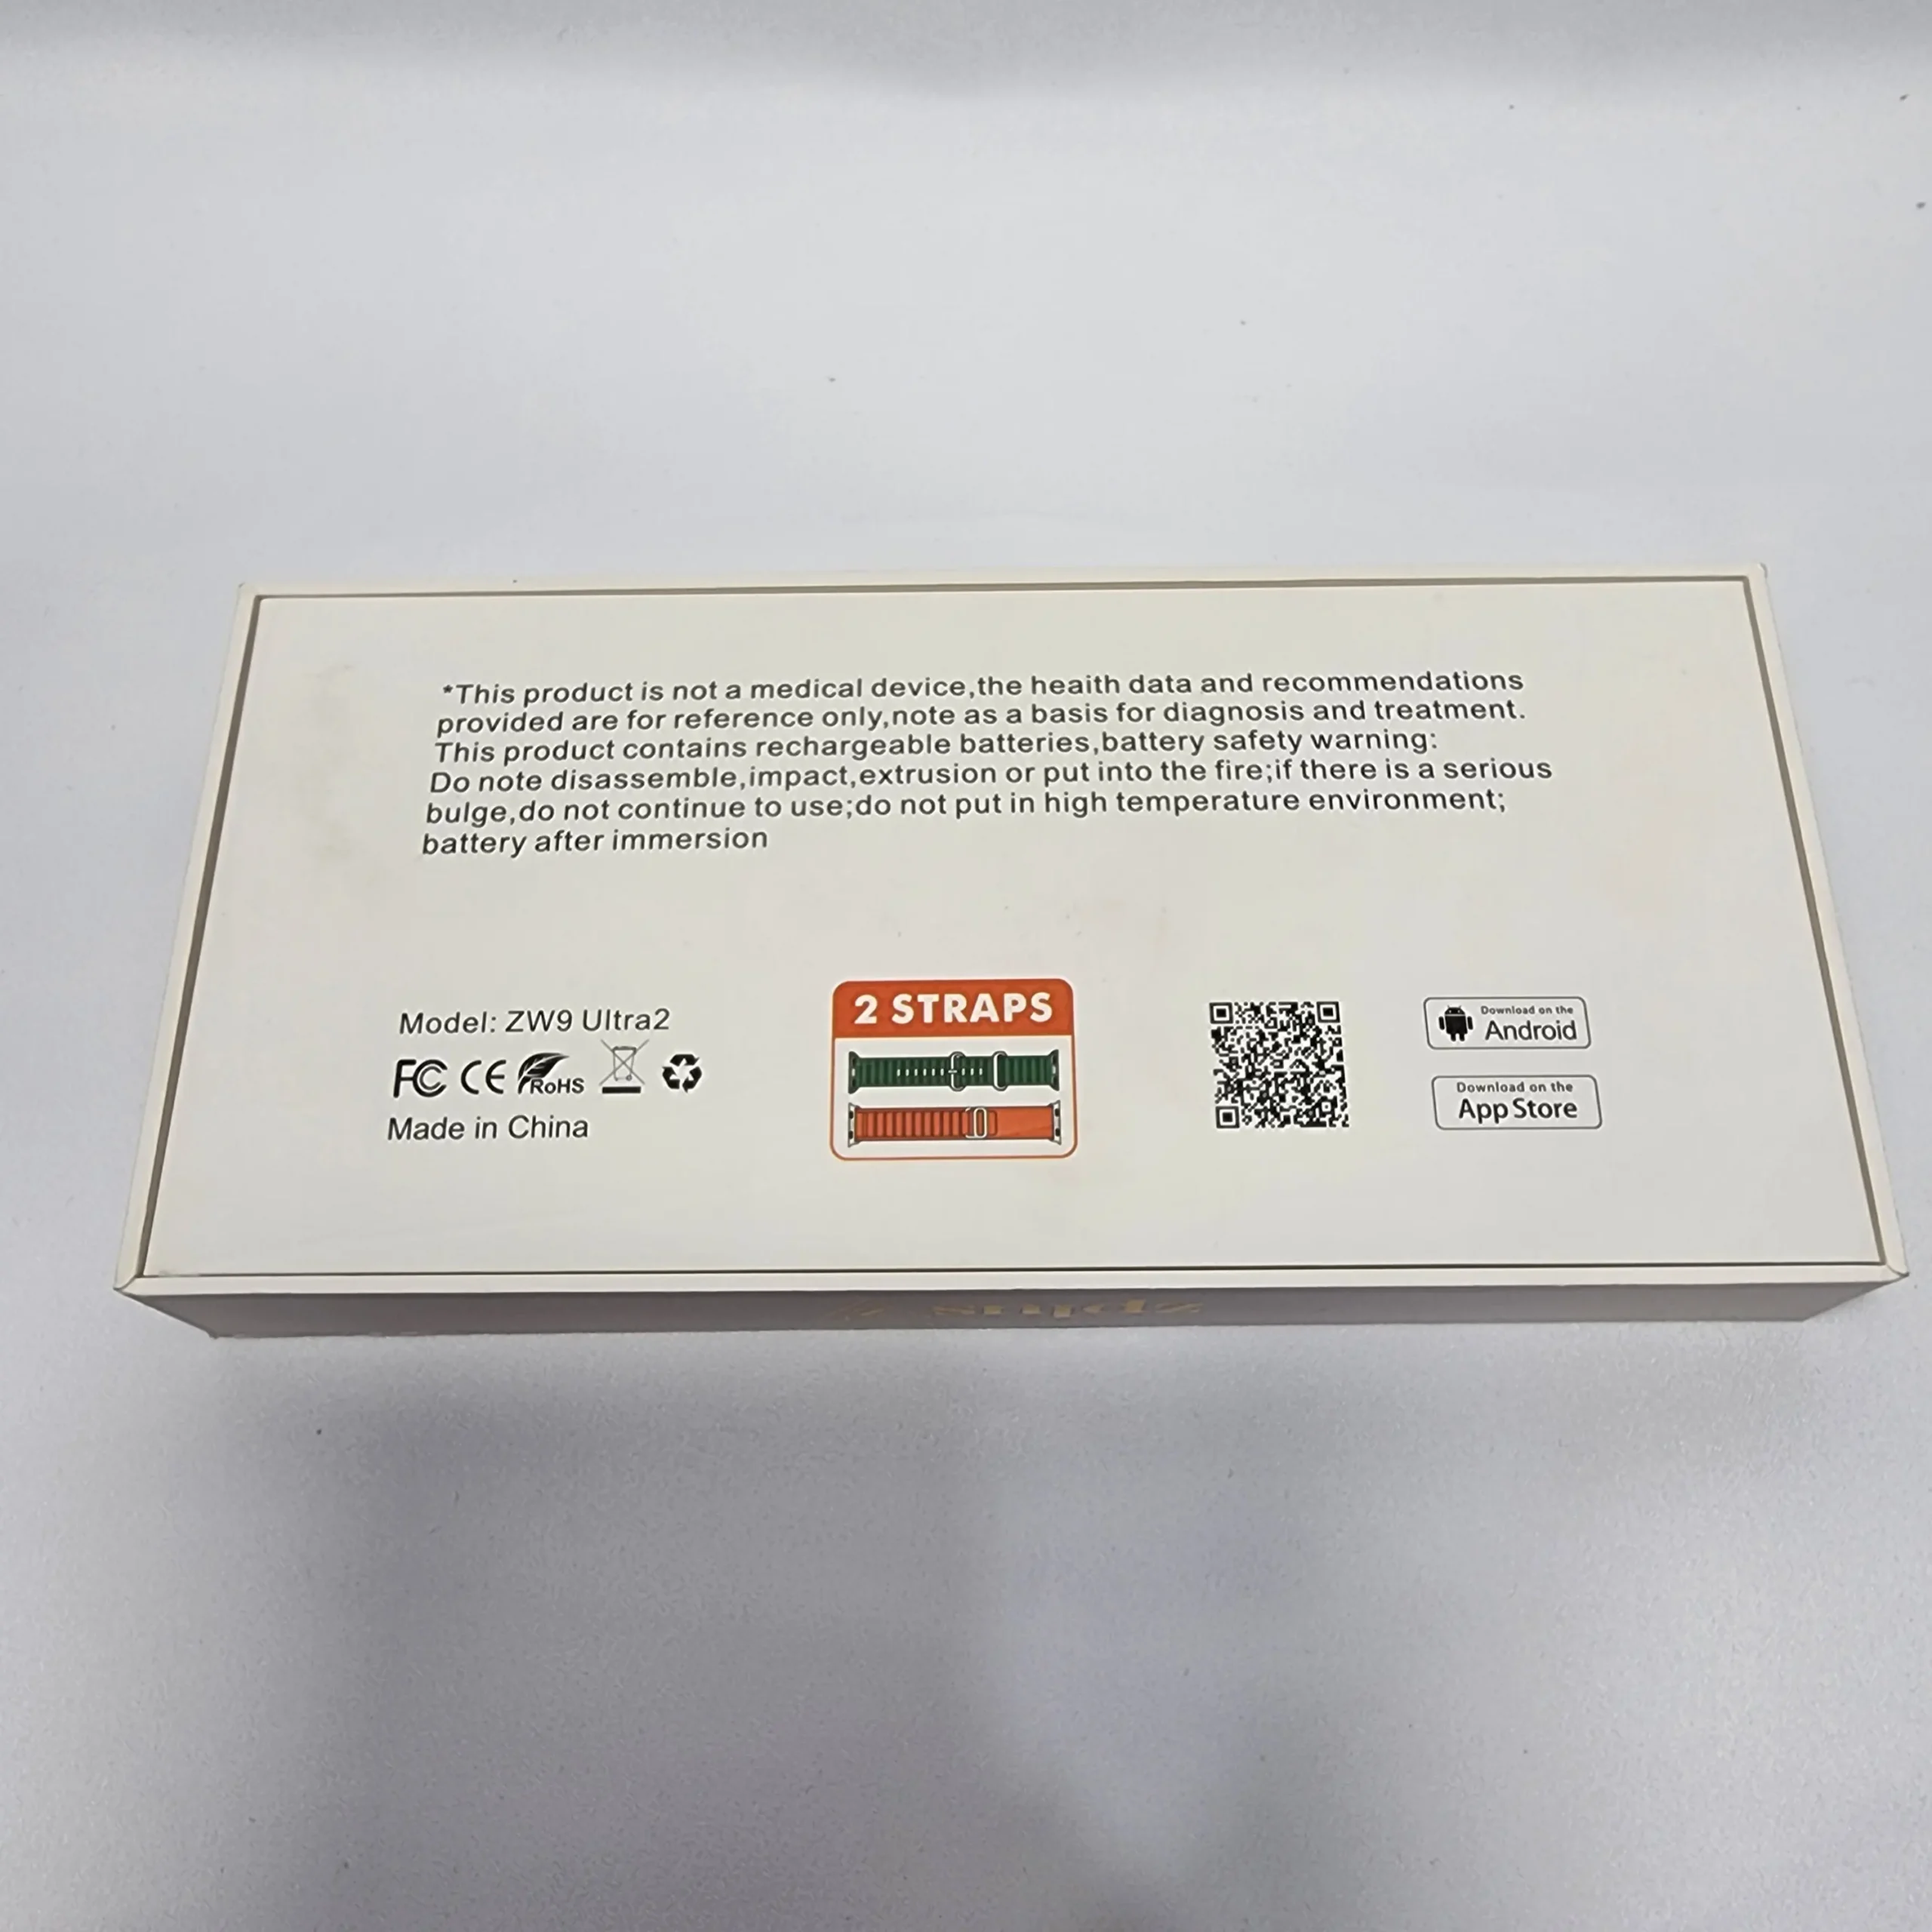 *This product is not a medical device,the heaith data and recommendations
provided are for reference only,note as a basis for diagnosis and treatment.
This product contains rechargeable batteries,battery safety warning:
Do note disassemble,impact,extrusion or put into the fire;if there is a serious
bulge,do not continue to use;do not put in high temperature environment;
battery after immersion
Model: ZW9 Ultra2
FC CE RoHS
Made in China
2 STRAPS
Download on the
Android
Download on the
App Store